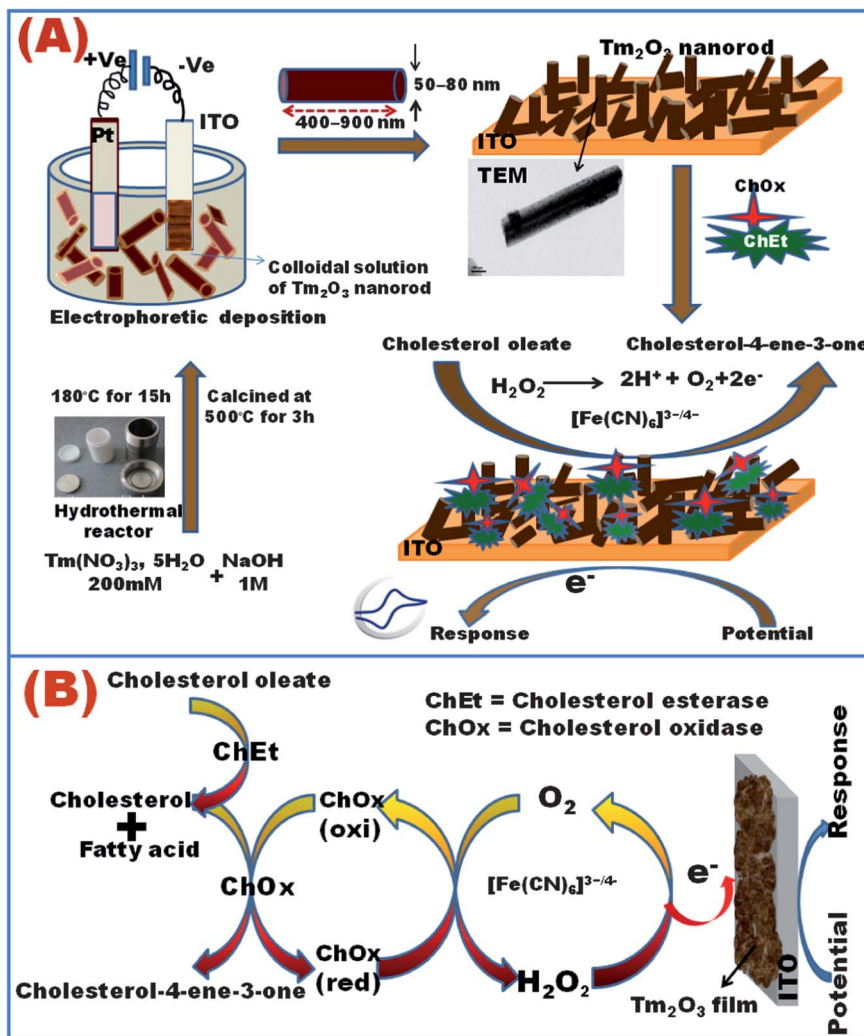 (A)
+Ve
-Ve
Pt
ITO
50–80 nm
400–900 nm
Tm₂O₃ nanorod
ITO
TEM
Colloidal solution
of Tm₂O₃ nanorod
Electrophoretic deposition
ChOx
ChEt
180°C for 15h
Calcined at
500°C for 3h
Hydrothermal
reactor
Tm(NO₃)₃, 5H₂O + NaOH
200mM 1M
Cholesterol oleate
Cholesterol-4-ene-3-one
H₂O₂ ⟶ 2H⁺ + O₂+2e⁻
[Fe(CN)₆]³⁻/⁴⁻
ITO
e⁻
Response
Potential
(B)
Cholesterol oleate
ChEt = Cholesterol esterase
ChOx = Cholesterol oxidase
ChEt
Cholesterol
+
Fatty acid
ChOx
Cholesterol-4-ene-3-one
ChOx
(oxi)
ChOx
(red)
O₂
[Fe(CN)₆]³⁻/⁴⁻
H₂O₂
e⁻
Tm₂O₃ film
ITO
Response
Potential